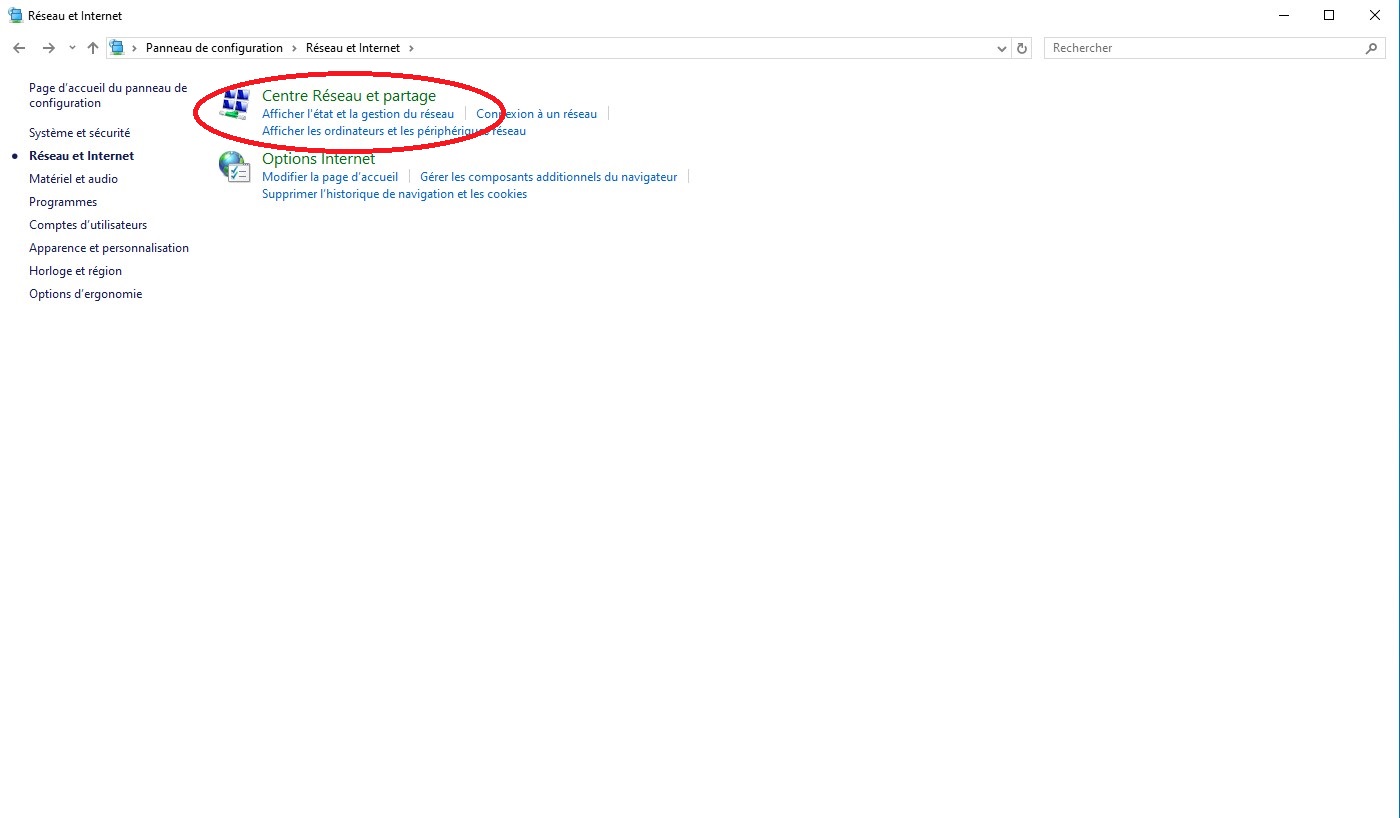 Réseau et Internet
Panneau de configuration > Réseau et Internet >
Rechercher
Page d'accueil du panneau de
configuration
Système et sécurité
Réseau et Internet
Matériel et audio
Programmes
Comptes d'utilisateurs
Apparence et personnalisation
Horloge et région
Options d'ergonomie
Centre Réseau et partage
Afficher l'état et la gestion du réseau | Connexion à un réseau |
Afficher les ordinateurs et les périphériques réseau
Options Internet
Modifier la page d'accueil | Gérer les composants additionnels du navigateur |
Supprimer l'historique de navigation et les cookies